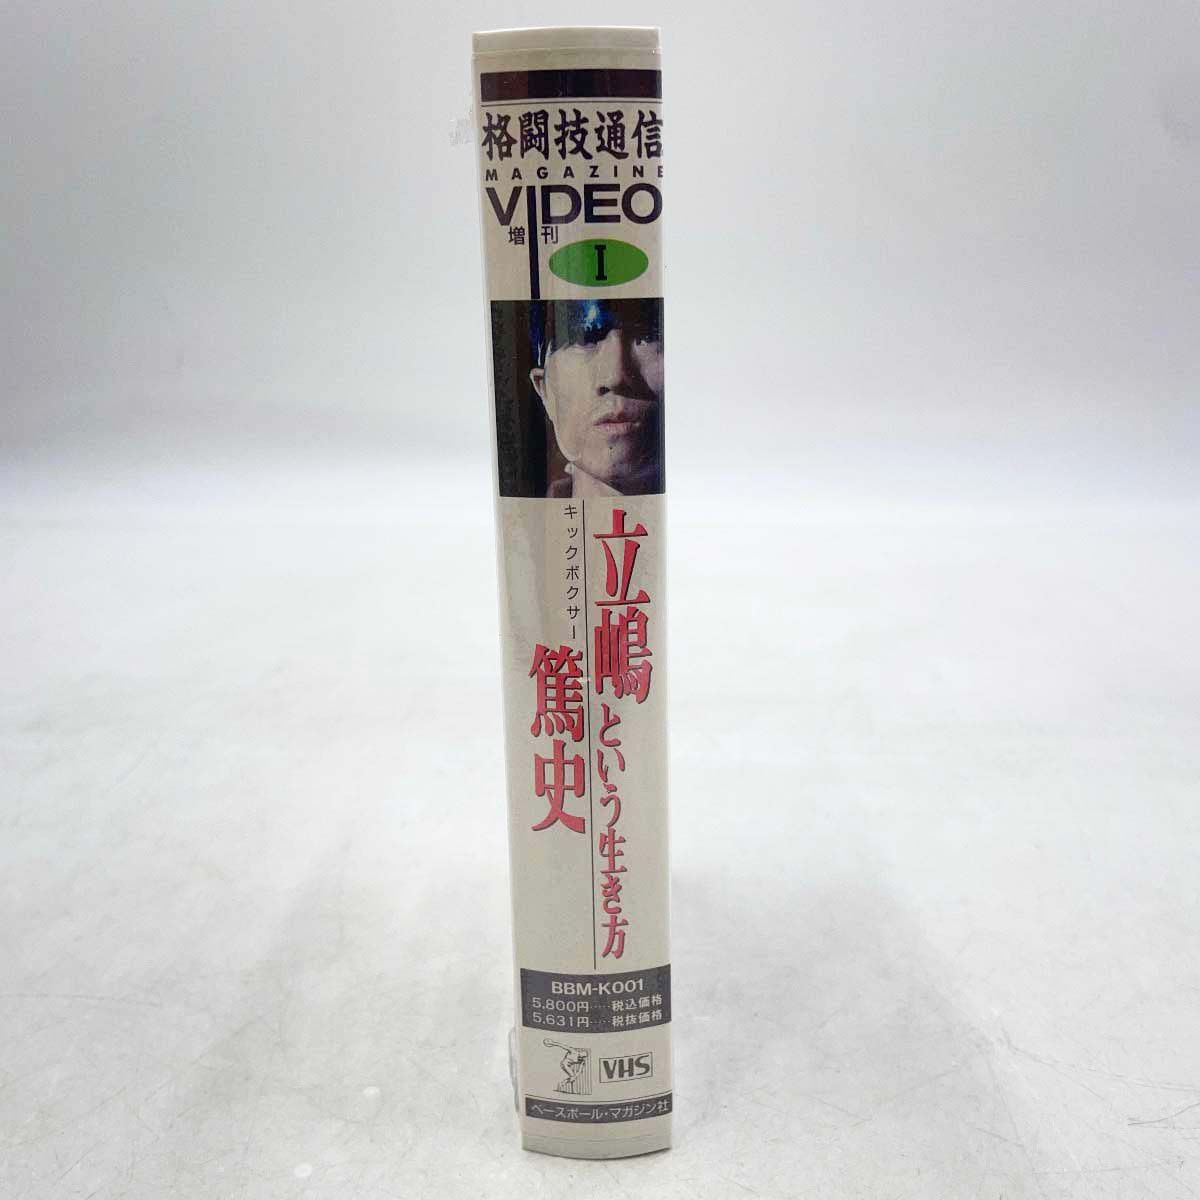 格闘技通信
MAGAZINE
VIDEO
増刊
I
キックボクサー
立嶋
篤史
という生き方
BBM-K001
5,800円……税込価格
5,631円……税抜価格
VHS
ベースボール・マガジン社